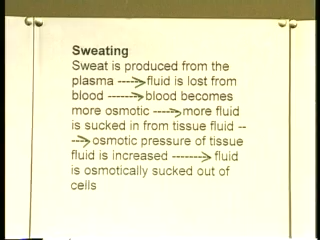 Sweating
Sweat is produced from the
plasma ----->fluid is lost from
blood ------->blood becomes
more osmotic ----->more fluid
is sucked in from tissue fluid --
--->osmotic pressure of tissue
fluid is increased ------->fluid
is osmotically sucked out of
cells